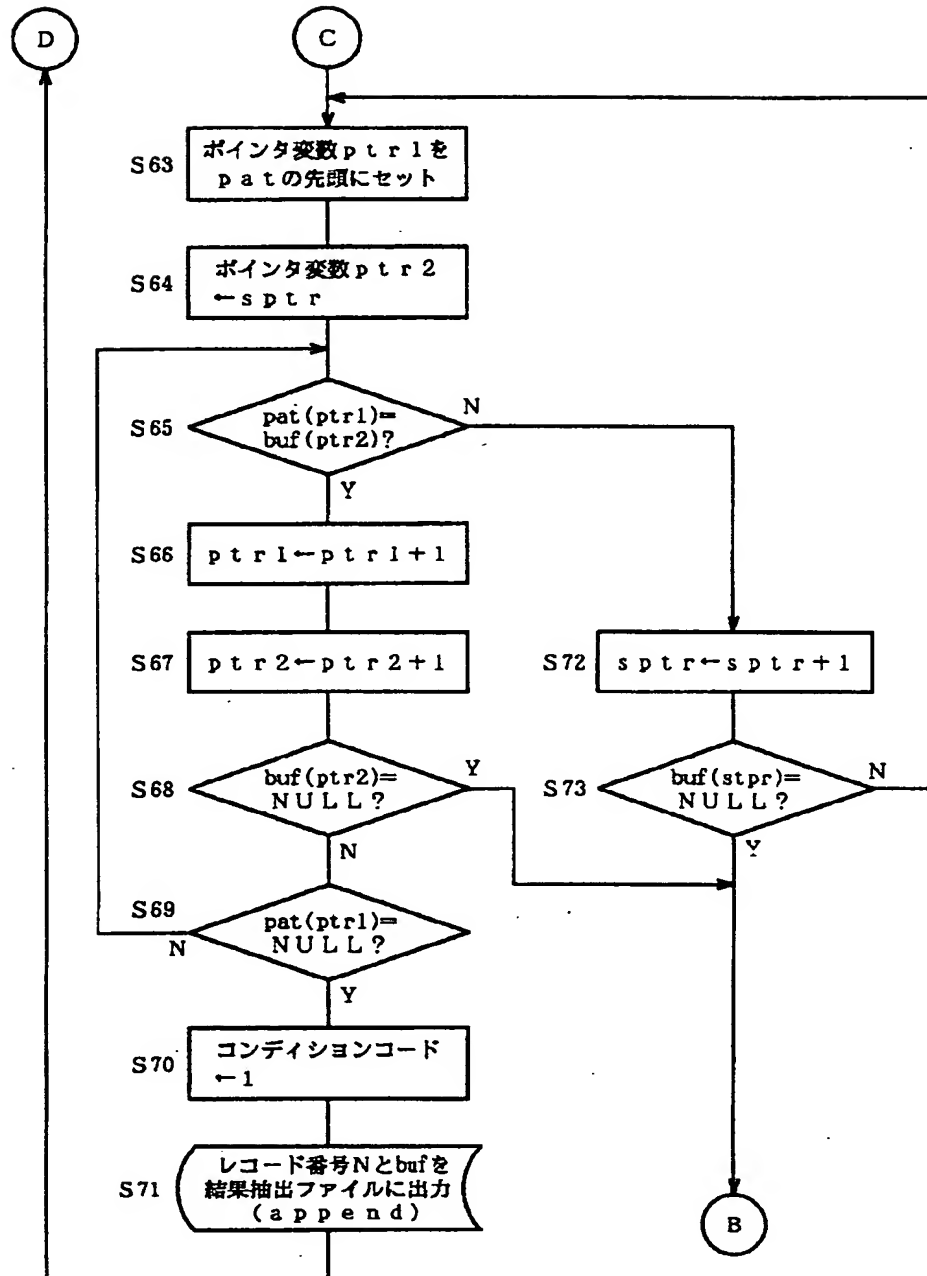 D
C
S63
ポインタ変数ptr1を
patの先頭にセット
S64
ポインタ変数ptr2
←sptr
S65
pat(ptr1)=
buf(ptr2)?
N
Y
S66
ptr1←ptr1+1
S67
ptr2←ptr2+1
S72
sptr←sptr+1
S68
buf(ptr2)=
NULL?
Y
N
S73
buf(stpr)=
NULL?
N
Y
S69
pat(ptr1)=
NULL?
N
Y
S70
コンディションコード
←1
S71
レコード番号Nとbufを
結果抽出ファイルに出力
(append)
B